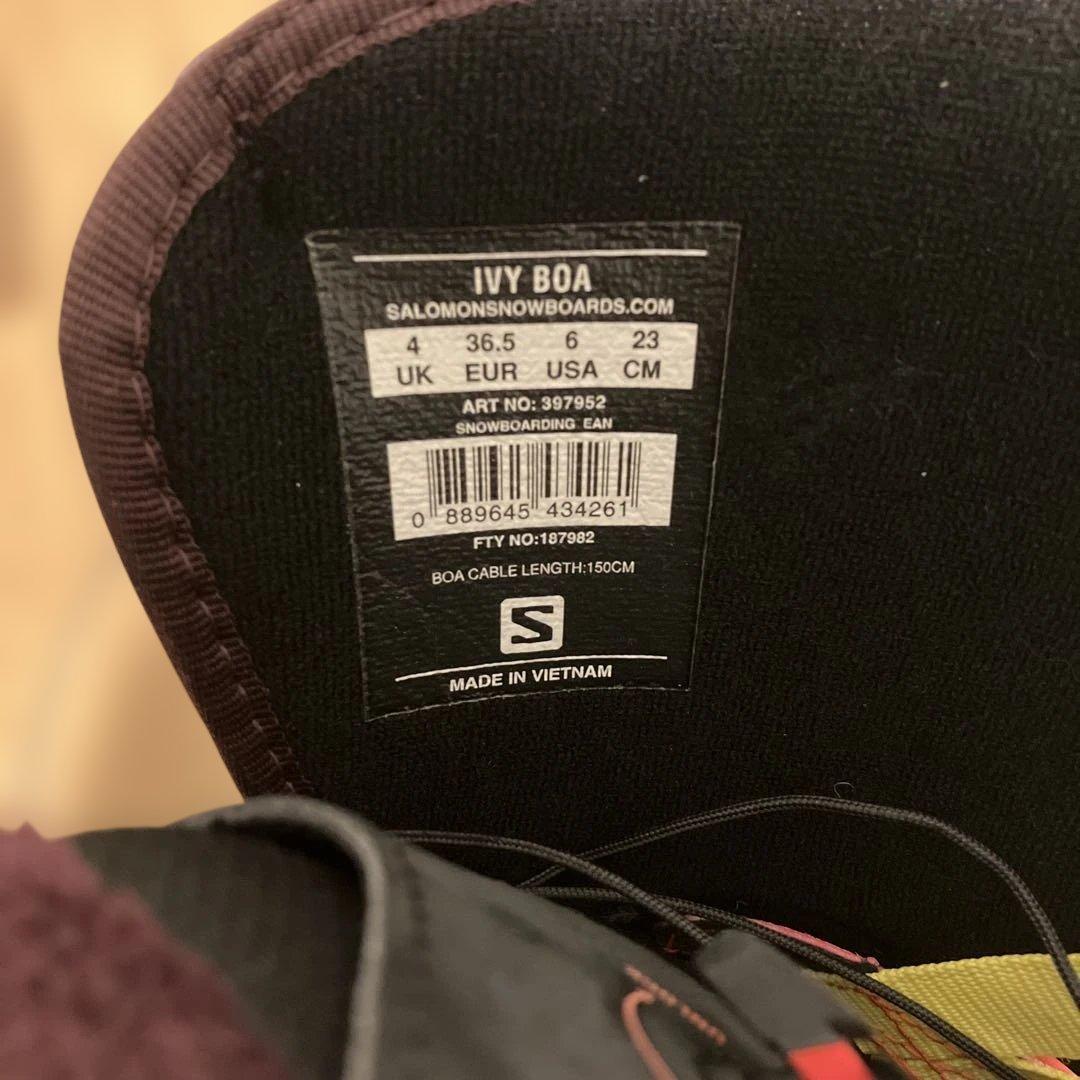 IVY BOA
SALOMONSNOWBOARDS.COM
4 36.5 6 23
UK EUR USA CM
ART NO: 397952
SNOWBOARDING EAN
0 889645 434261
FTY NO:187982
BOA CABLE LENGTH:150CM
S
MADE IN VIETNAM